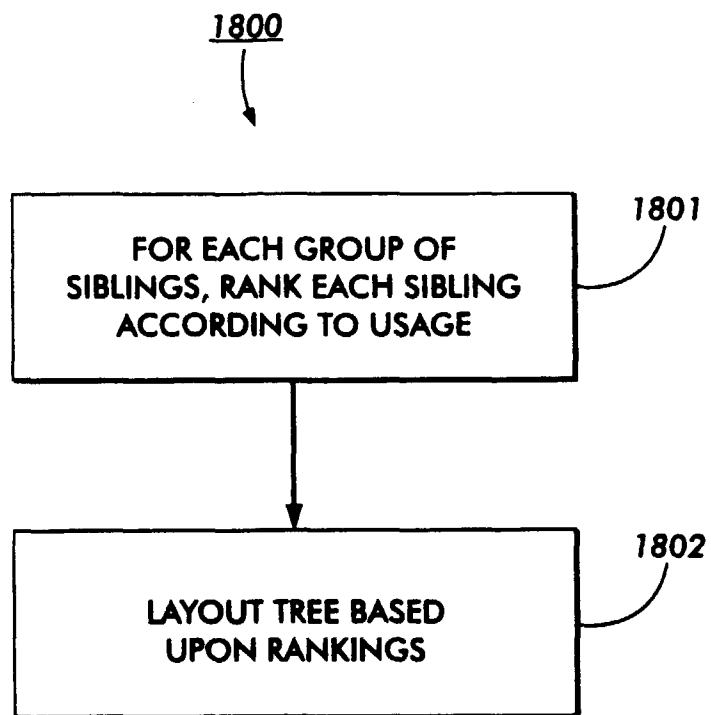 1800
1801
FOR EACH GROUP OF
SIBLINGS, RANK EACH SIBLING
ACCORDING TO USAGE
1802
LAYOUT TREE BASED
UPON RANKINGS